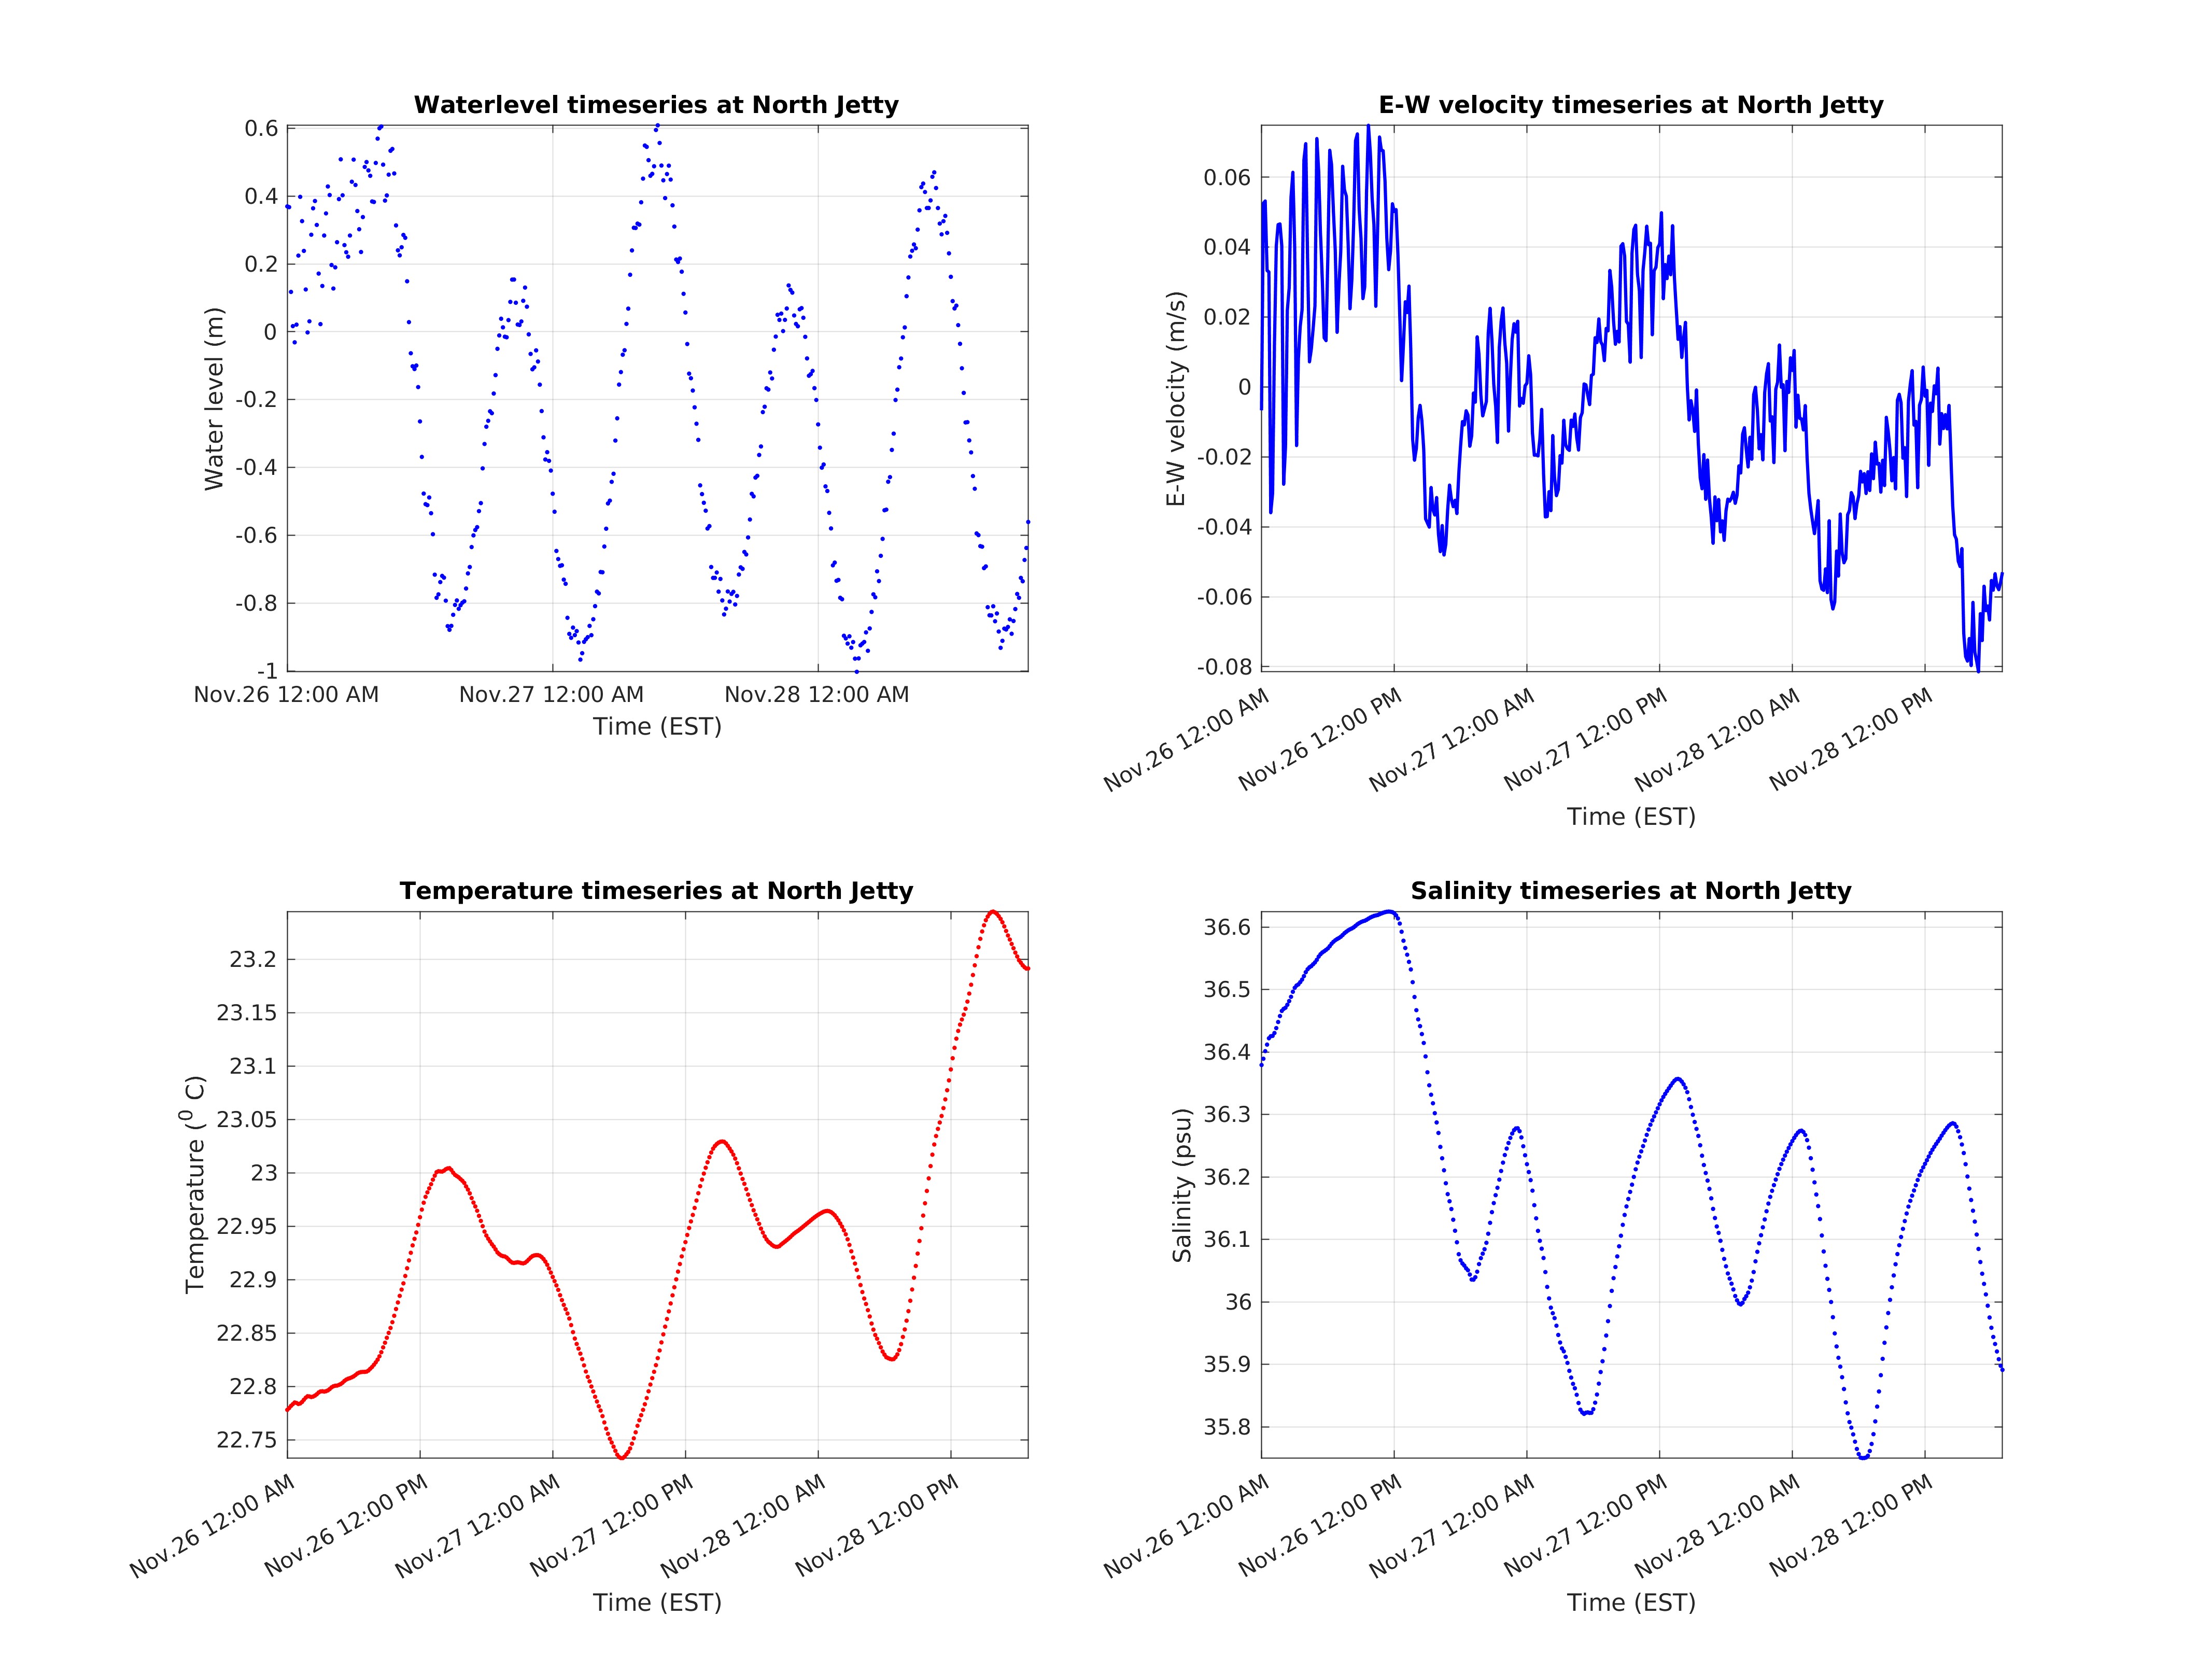 Waterlevel timeseries at North Jetty
0.6
0.4
0.2
0
-0.2
-0.4
-0.6
-0.8
-1
Water level (m)
Nov.26 12:00 AM
Nov.27 12:00 AM
Nov.28 12:00 AM
Time (EST)
E-W velocity timeseries at North Jetty
0.06
0.04
0.02
0
-0.02
-0.04
-0.06
-0.08
E-W velocity (m/s)
Nov.26 12:00 AM
Nov.26 12:00 PM
Nov.27 12:00 AM
Nov.27 12:00 PM
Nov.28 12:00 AM
Nov.28 12:00 PM
Time (EST)
Temperature timeseries at North Jetty
23.2
23.15
23.1
23.05
23
22.95
22.9
22.85
22.8
22.75
Temperature (⁰ C)
Nov.26 12:00 AM
Nov.26 12:00 PM
Nov.27 12:00 AM
Nov.27 12:00 PM
Nov.28 12:00 AM
Nov.28 12:00 PM
Time (EST)
Salinity timeseries at North Jetty
36.6
36.5
36.4
36.3
36.2
36.1
36
35.9
35.8
Salinity (psu)
Nov.26 12:00 AM
Nov.26 12:00 PM
Nov.27 12:00 AM
Nov.27 12:00 PM
Nov.28 12:00 AM
Nov.28 12:00 PM
Time (EST)